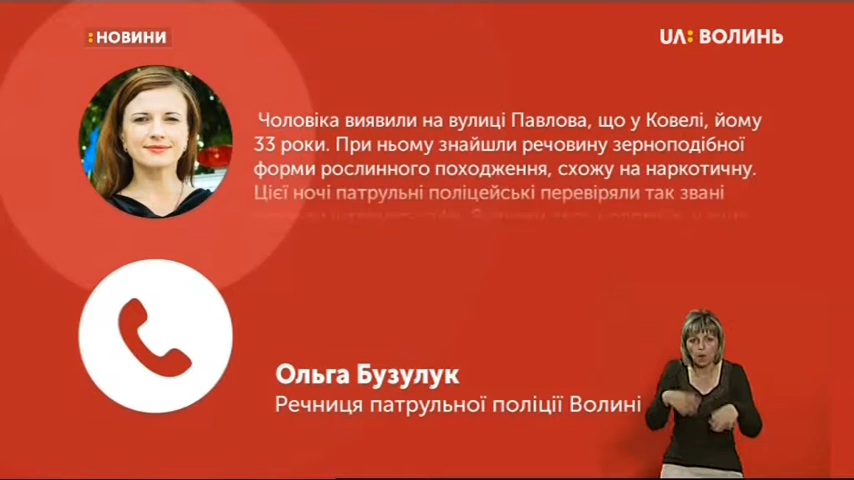 :НОВИНИ
UA: ВОЛИНЬ
Чоловіка виявили на вулиці Павлова, що у Ковелі, йому
33 роки. При ньому знайшли речовину зерноподібної
форми рослинного походження, схожу на наркотичну.
Цієї ночі патрульні поліцейські перевіряли так звані
Ольга Бузулук
Речниця патрульної поліції Волині